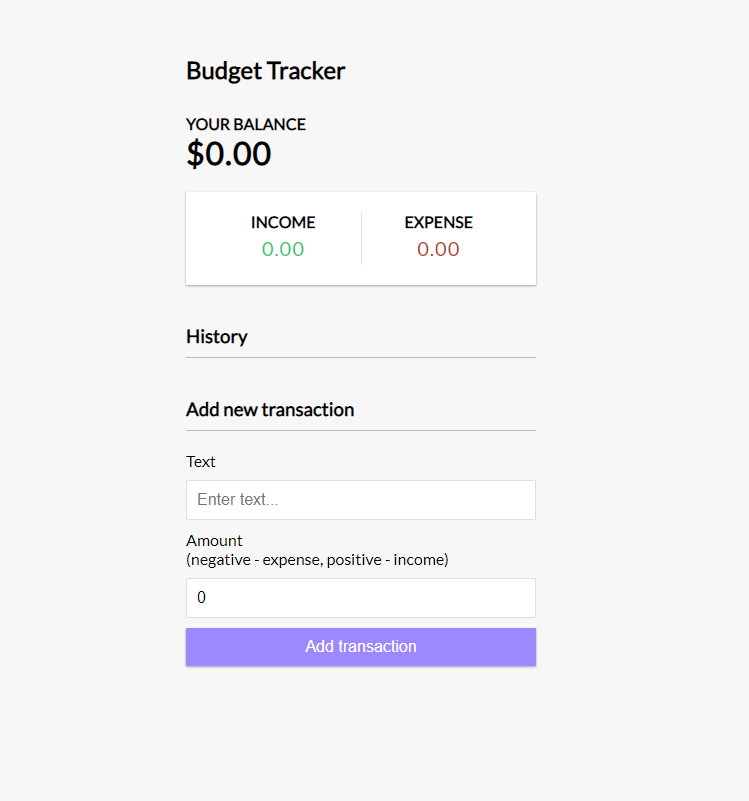 Budget Tracker
YOUR BALANCE
$0.00
INCOME
EXPENSE
0.00
0.00
History
Add new transaction
Text
Enter text...
Amount
(negative - expense, positive - income)
0
Add transaction